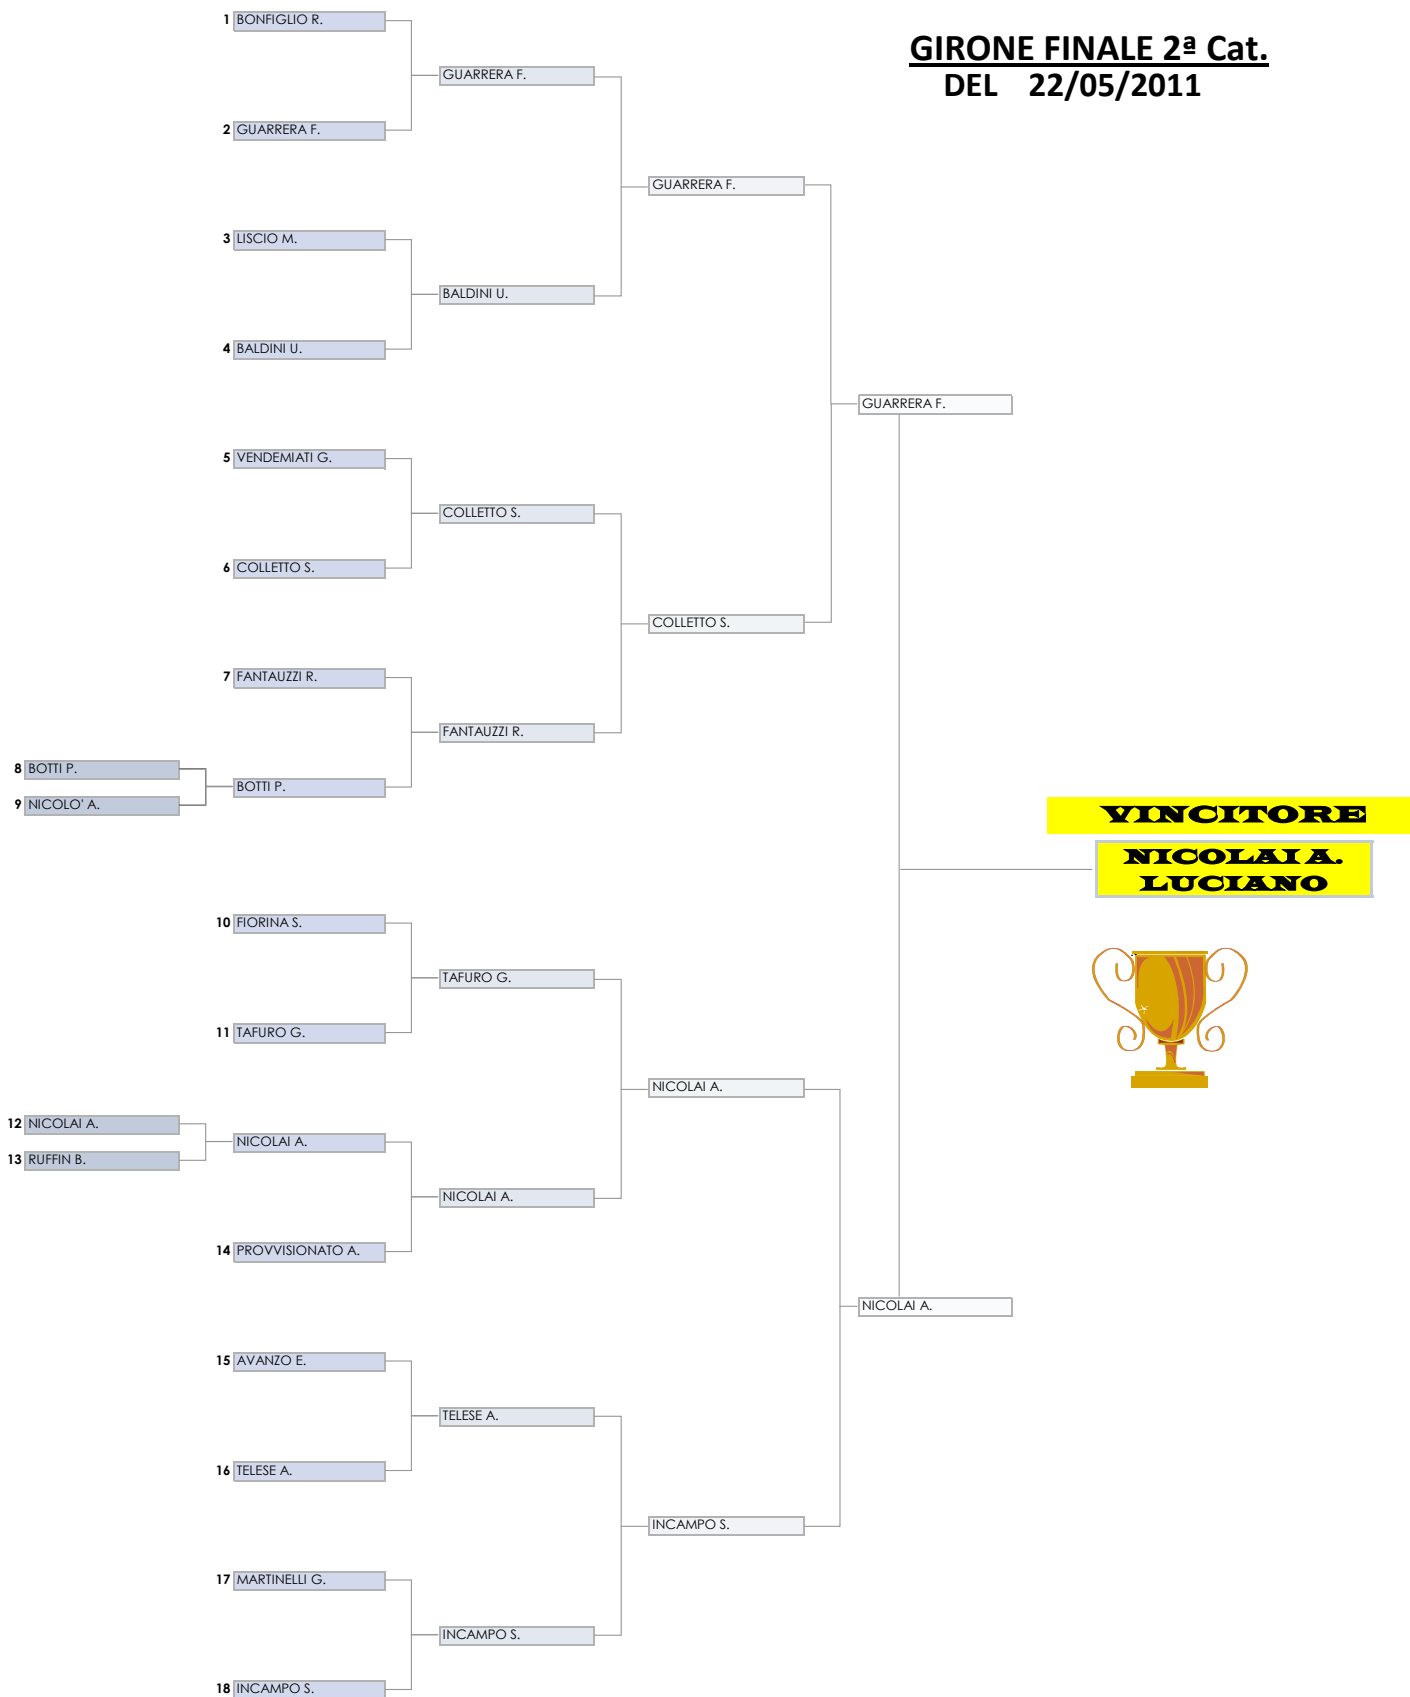 GIRONE FINALE 2ª Cat.
DEL 22/05/2011
1 BONFIGLIO R.
GUARRERA F.
2 GUARRERA F.
GUARRERA F.
3 LISCIO M.
BALDINI U.
4 BALDINI U.
GUARRERA F.
5 VENDEMIATI G.
COLLETTO S.
6 COLLETTO S.
COLLETTO S.
7 FANTAUZZI R.
FANTAUZZI R.
8 BOTTI P.
BOTTI P.
9 NICOLO' A.
VINCITORE
NICOLAI A.
LUCIANO
10 FIORINA S.
TAFURO G.
11 TAFURO G.
NICOLAI A.
12 NICOLAI A.
NICOLAI A.
13 RUFFIN B.
NICOLAI A.
14 PROVVISIONATO A.
NICOLAI A.
15 AVANZO E.
TELESE A.
16 TELESE A.
INCAMPO S.
17 MARTINELLI G.
INCAMPO S.
18 INCAMPO S.